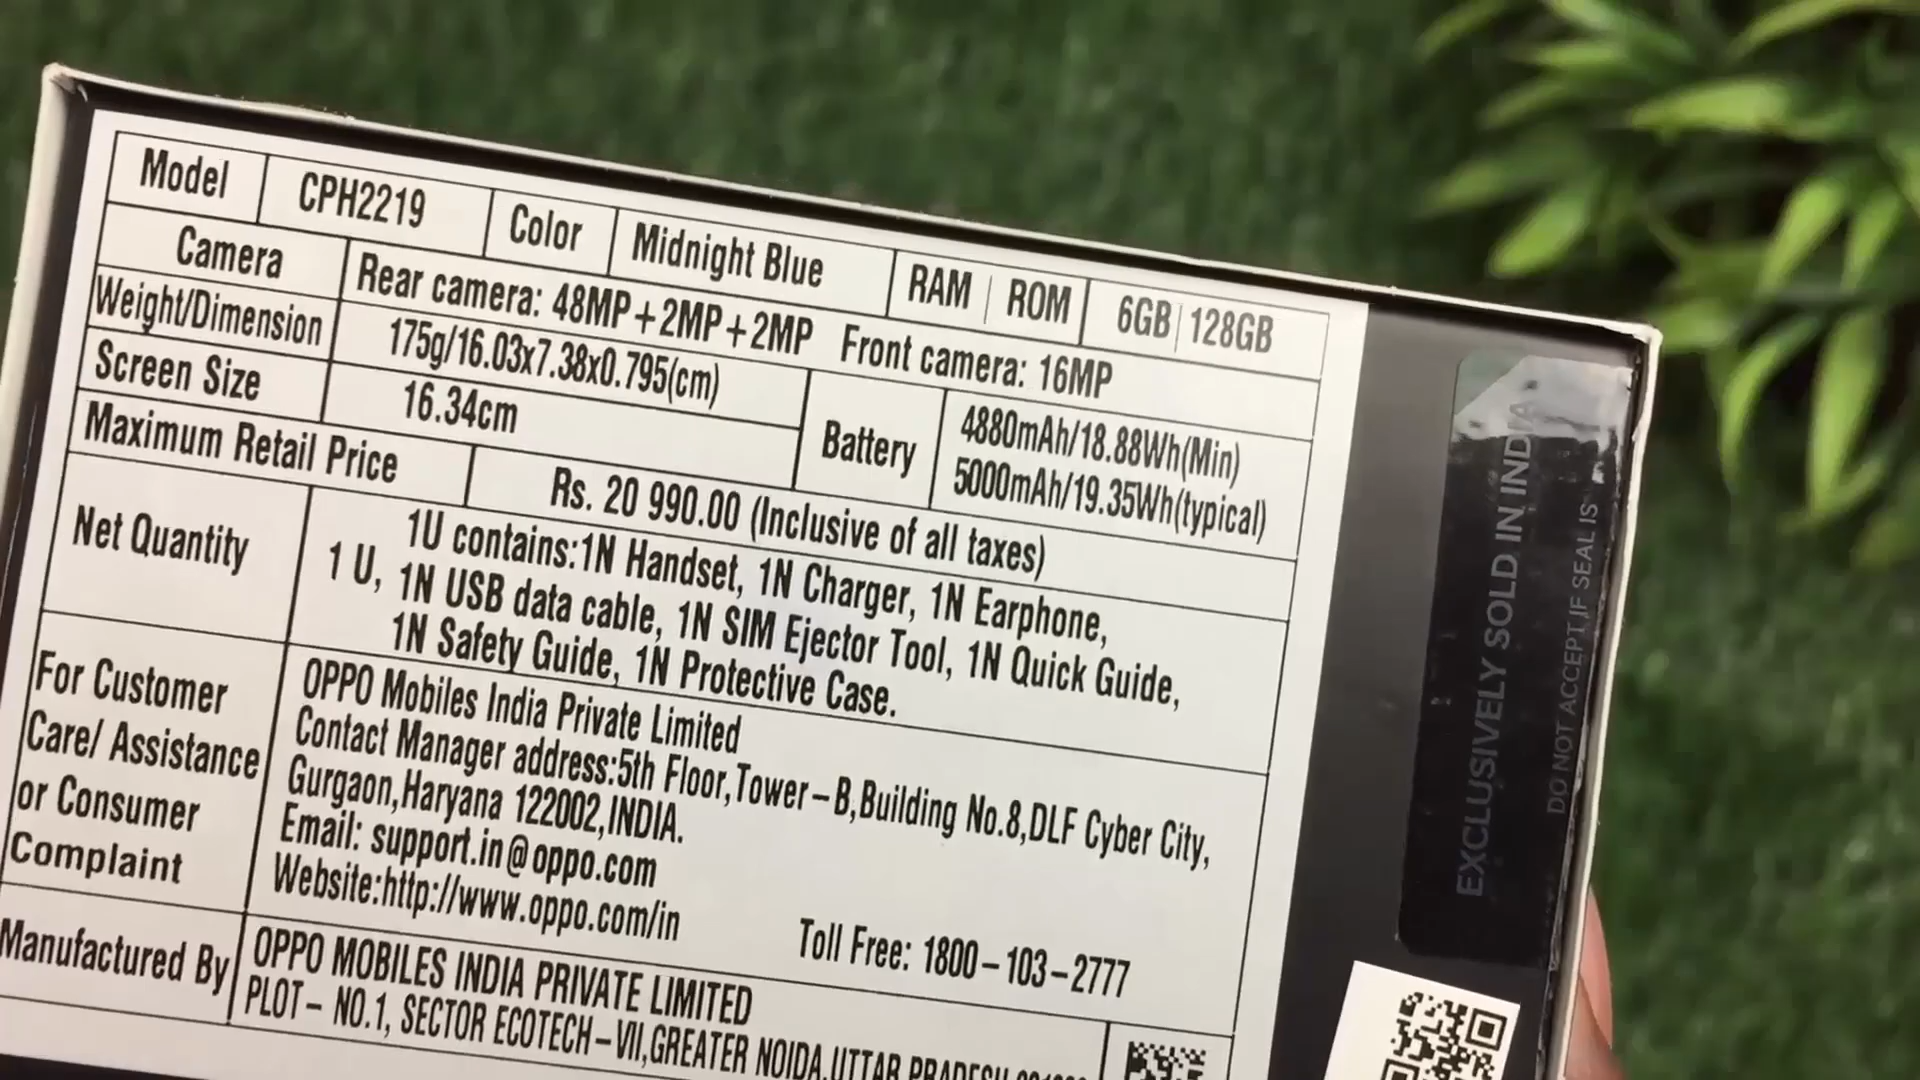 Model CPH2219 Color Midnight Blue RAM | ROM 6GB | 128GB
Camera Rear camera: 48MP+2MP+2MP Front camera: 16MP
Weight/Dimension 175g/16.03x7.38x0.795(cm)
Screen Size 16.34cm
Battery 4880mAh/18.88Wh(Min)
5000mAh/19.35Wh(typical)
Maximum Retail Price Rs. 20 990.00 (Inclusive of all taxes)
Net Quantity
1U contains:1N Handset, 1N Charger, 1N Earphone,
1 U, 1N USB data cable, 1N SIM Ejector Tool, 1N Quick Guide,
1N Safety Guide, 1N Protective Case.
For Customer
Care/ Assistance
or Consumer
Complaint
OPPO Mobiles India Private Limited
Contact Manager address:5th Floor,Tower–B,Building No.8,DLF Cyber City,
Gurgaon,Haryana 122002,INDIA.
Email: support.in@oppo.com
Website:http://www.oppo.com/in
Toll Free: 1800–103–2777
Manufactured By OPPO MOBILES INDIA PRIVATE LIMITED
PLOT– NO.1, SECTOR ECOTECH–VII,GREATER NOIDA,UTTAR PRADESH
EXCLUSIVELY SOLD IN INDIA
DO NOT ACCEPT IF SEAL IS